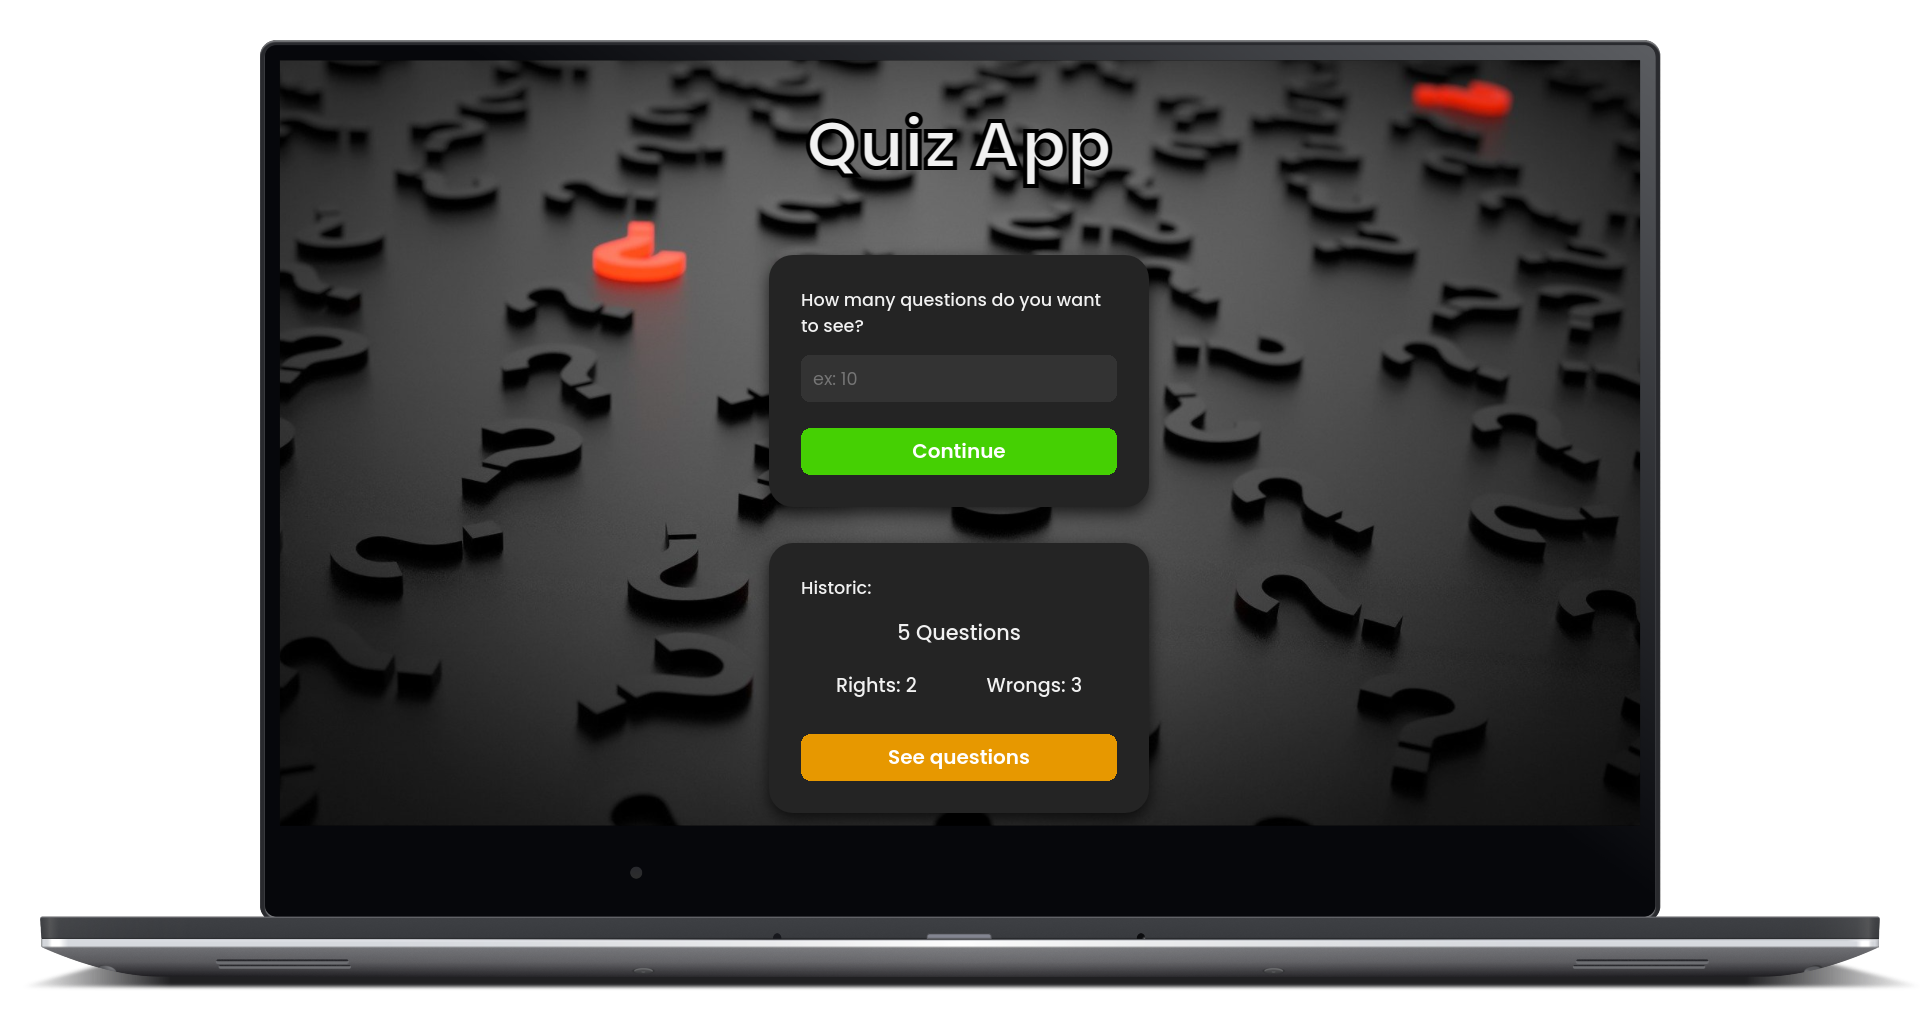 Quiz App
How many questions do you want
to see?
ex: 10
Continue
Historic:
5 Questions
Rights: 2 Wrongs: 3
See questions